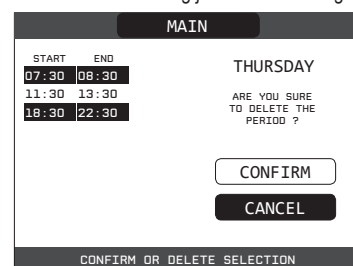 MAIN
START END
07:30 08:30
11:30 13:30
18:30 22:30
THURSDAY
ARE YOU SURE
TO DELETE THE
PERIOD ?
CONFIRM
CANCEL
CONFIRM OR DELETE SELECTION